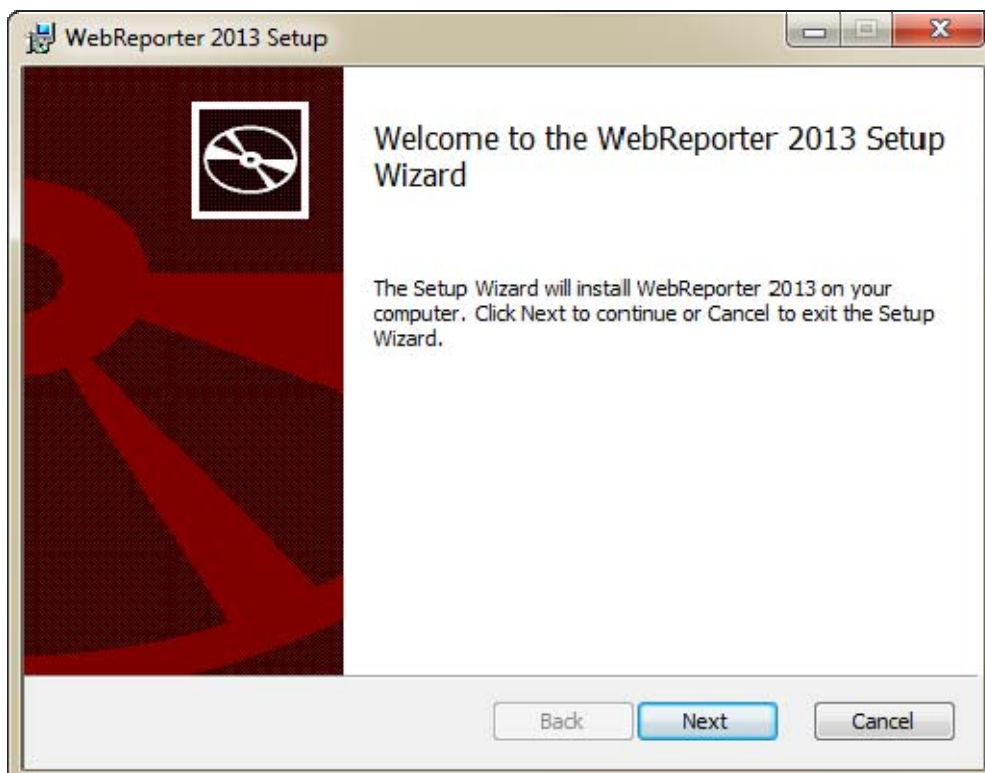 WebReporter 2013 Setup
Welcome to the WebReporter 2013 Setup
Wizard
The Setup Wizard will install WebReporter 2013 on your
computer. Click Next to continue or Cancel to exit the Setup
Wizard.
Back Next Cancel